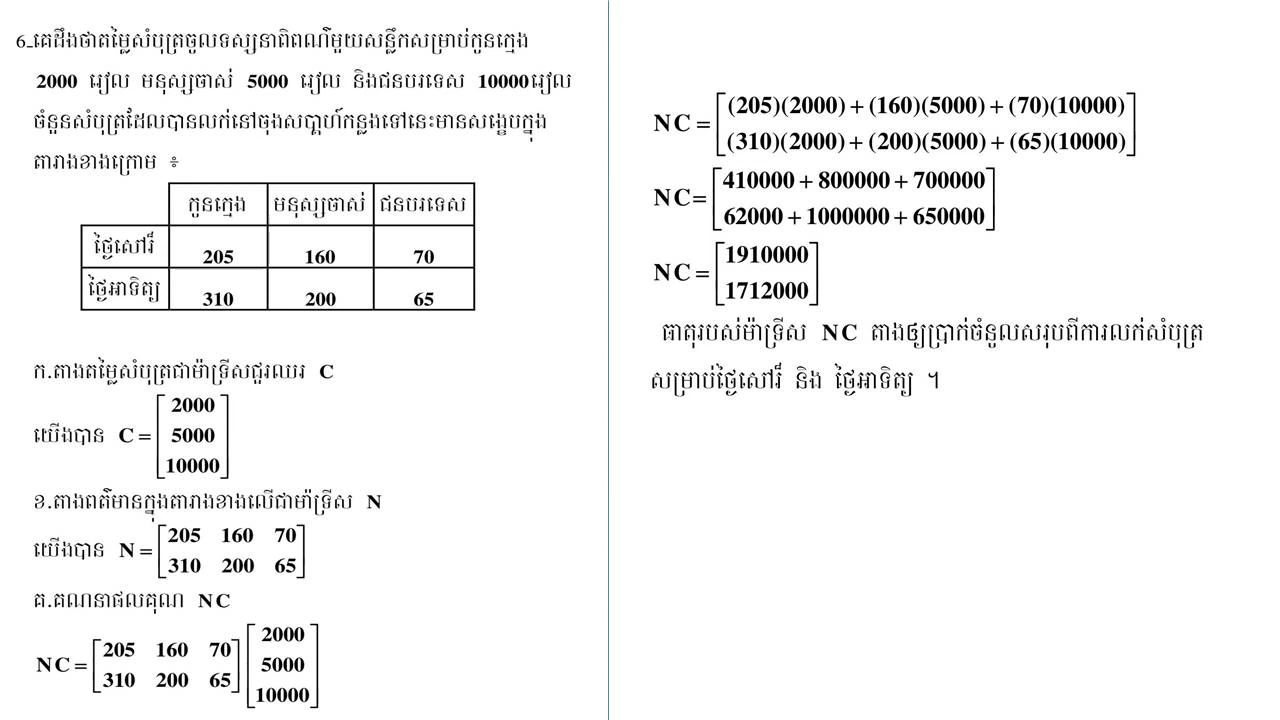 6_គេដឹងថាតម្លៃសំបុត្រចូលទស្សនាពិពណ៌មួយសន្លឹកសម្រាប់កូនក្មេង
2000 រៀល មនុស្សចាស់ 5000 រៀល និងជនបរទេស 10000រៀល
ចំនួនសំបុត្រដែលបានលក់នៅចុងសប្ដាហ៍កន្លងទៅនេះមានសង្ខេបក្នុង
តារាងខាងក្រោម ៖
កូនក្មេង មនុស្សចាស់ ជនបរទេស
ថ្ងៃសៅរ៍ 205 160 70
ថ្ងៃអាទិត្យ 310 200 65
ក.តាងតម្លៃសំបុត្រជាម៉ាទ្រីសជួរឈរ C
យើងបាន C = [2000
5000
10000]
ខ.តាងពត៌មានក្នុងតារាងខាងលើជាម៉ាទ្រីស N
យើងបាន N = [205 160 70
310 200 65]
គ.គណនាផលគុណ NC
NC = [205 160 70
310 200 65] [2000
5000
10000]
NC = [(205)(2000) + (160)(5000) + (70)(10000)
(310)(2000) + (200)(5000) + (65)(10000)]
NC = [410000 + 800000 + 700000
62000 + 1000000 + 650000]
NC = [1910000
1712000]
ធាតុរបស់ម៉ាទ្រីស NC តាងឲ្យប្រាក់ចំនូលសរុបពីការលក់សំបុត្រ
សម្រាប់ថ្ងៃសៅរ៍ និង ថ្ងៃអាទិត្យ ។